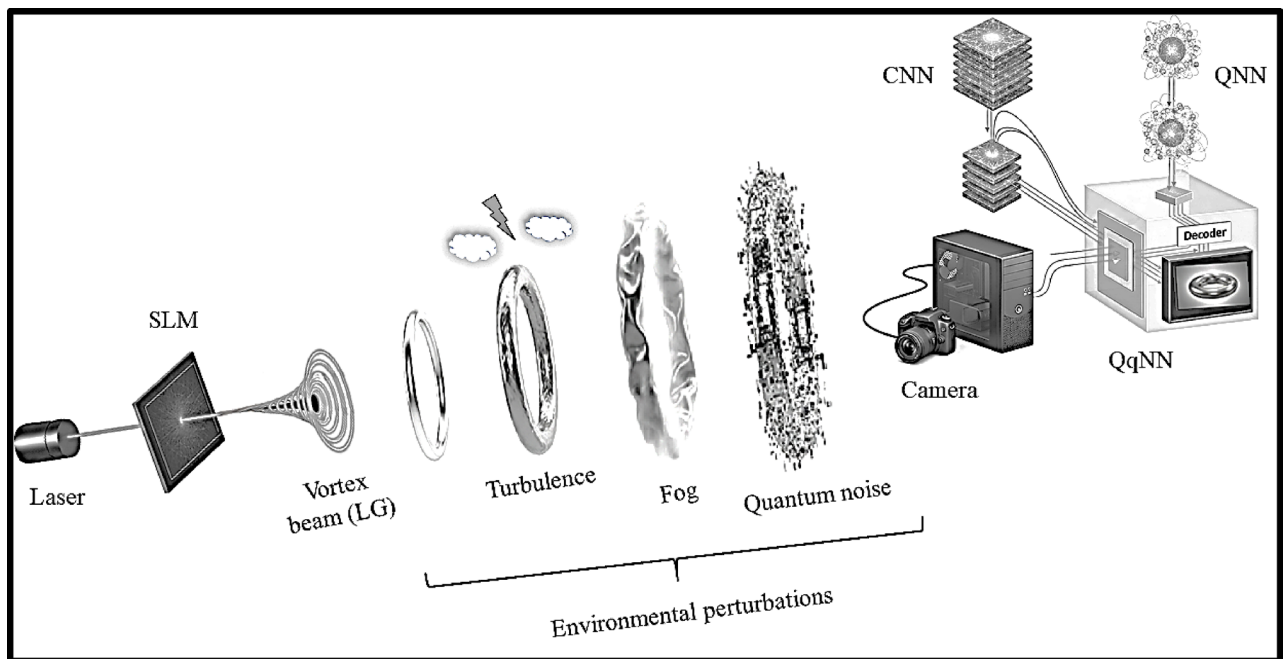 CNN
QNN
Decoder
QqNN
Camera
SLM
Laser
Vortex
beam (LG)
Turbulence
Fog
Quantum noise
Environmental perturbations